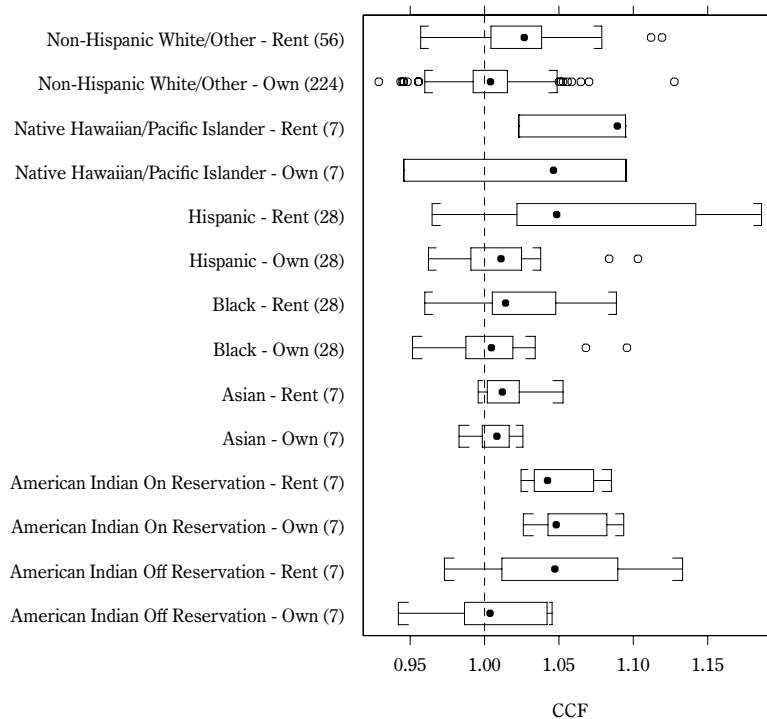 Non-Hispanic White/Other - Rent (56)
Non-Hispanic White/Other - Own (224)
Native Hawaiian/Pacific Islander - Rent (7)
Native Hawaiian/Pacific Islander - Own (7)
Hispanic - Rent (28)
Hispanic - Own (28)
Black - Rent (28)
Black - Own (28)
Asian - Rent (7)
Asian - Own (7)
American Indian On Reservation - Rent (7)
American Indian On Reservation - Own (7)
American Indian Off Reservation - Rent (7)
American Indian Off Reservation - Own (7)
0.95 1.00 1.05 1.10 1.15
CCF